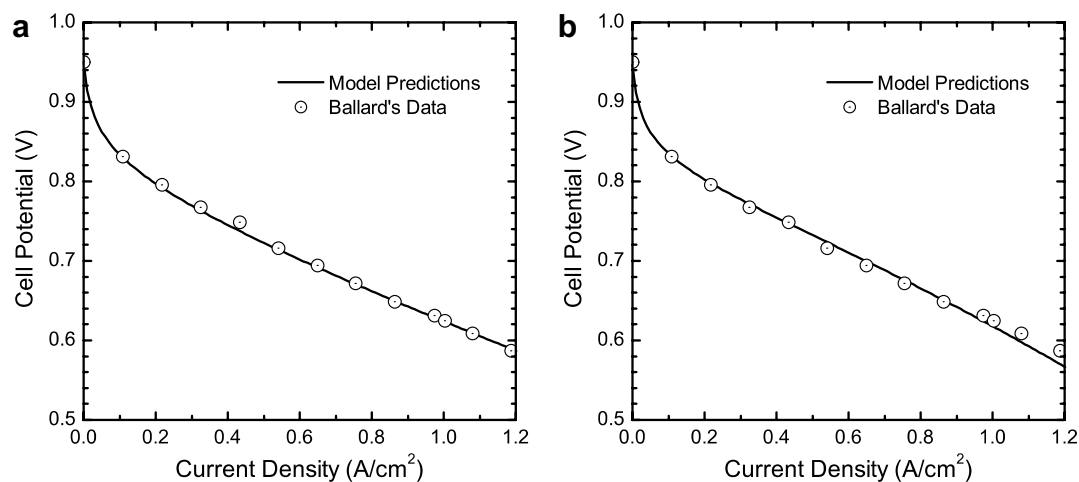 a
1.0
0.9
0.8
0.7
0.6
0.5
Cell Potential (V)
Model Predictions
Ballard's Data
0.0 0.2 0.4 0.6 0.8 1.0 1.2
Current Density (A/cm²)
b
1.0
0.9
0.8
0.7
0.6
0.5
Cell Potential (V)
Model Predictions
Ballard's Data
0.0 0.2 0.4 0.6 0.8 1.0 1.2
Current Density (A/cm²)